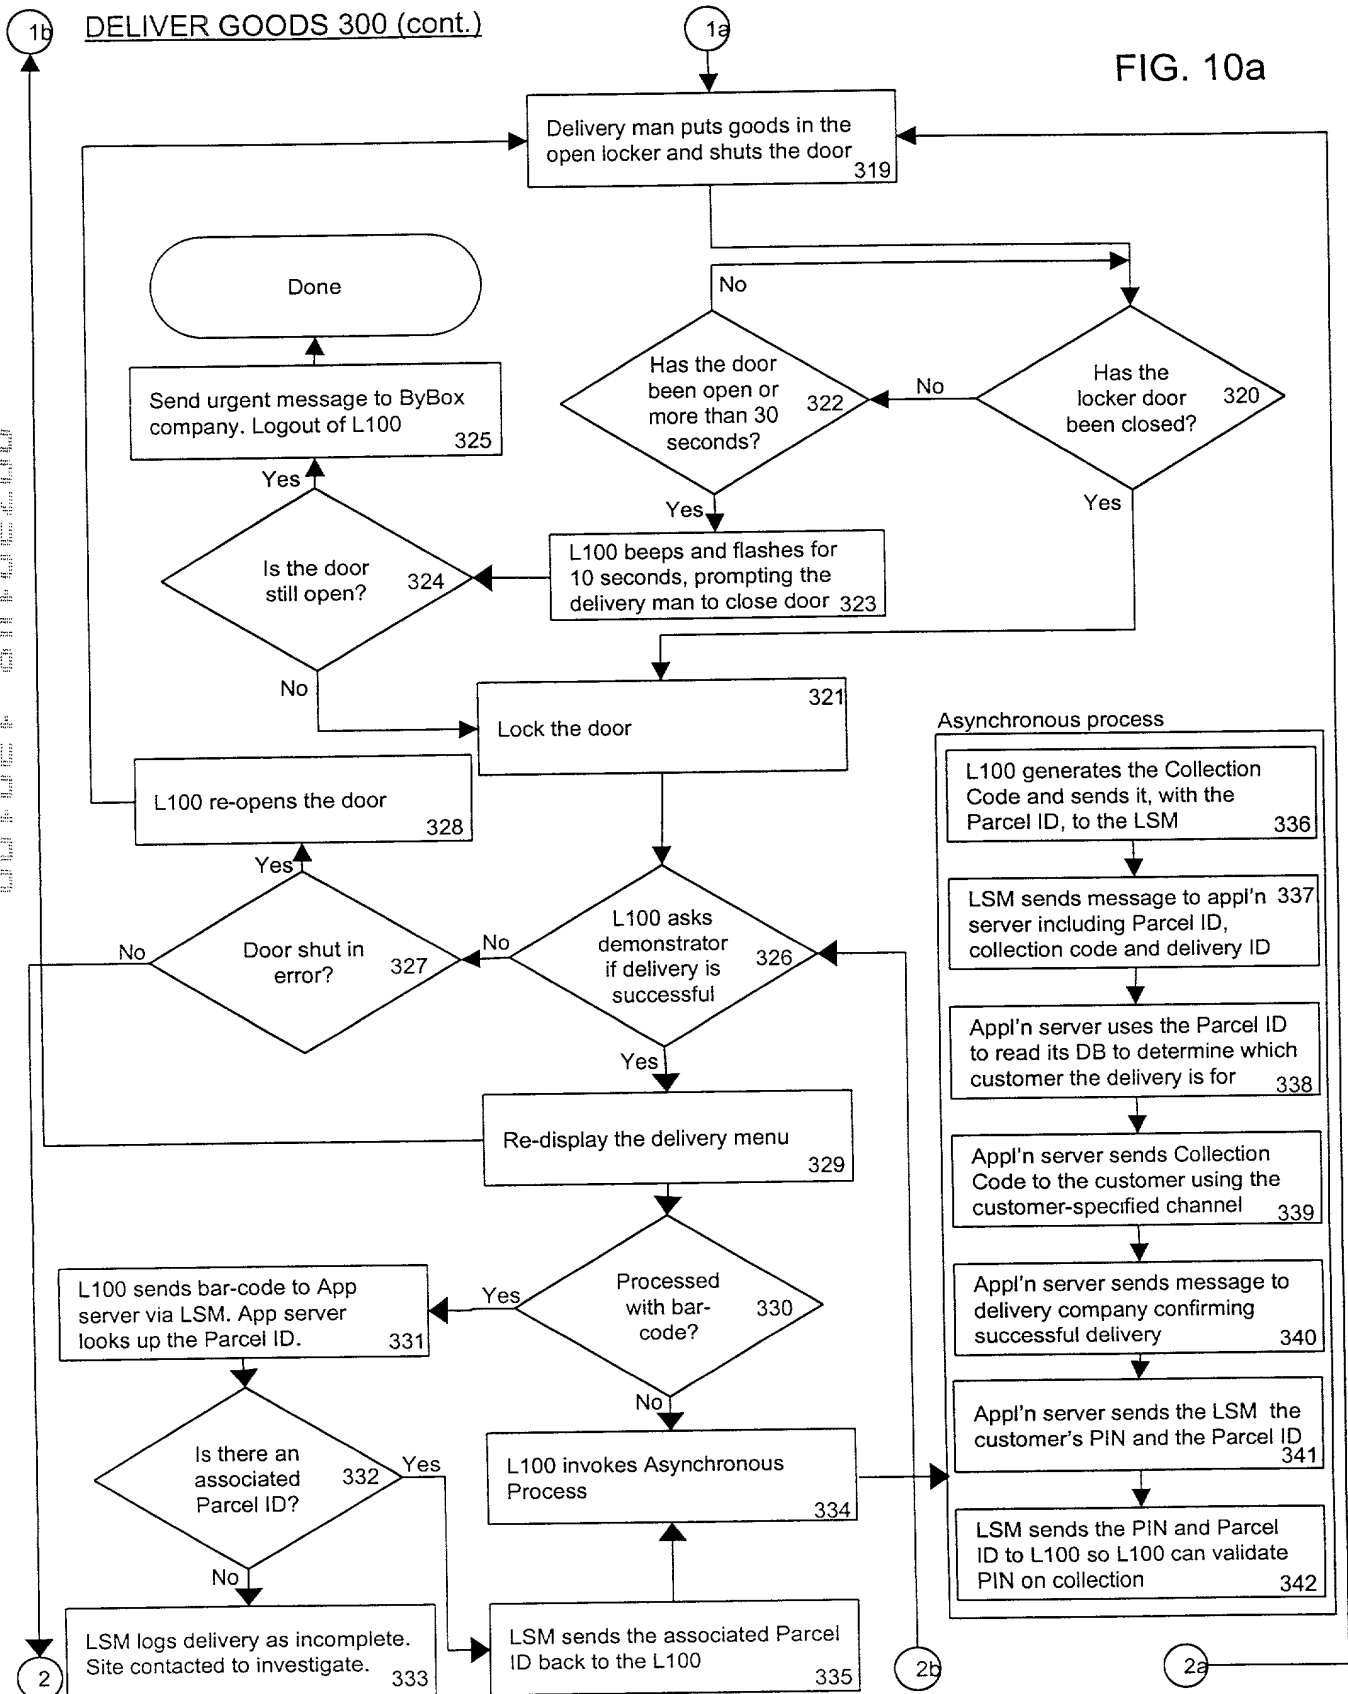 1b
DELIVER GOODS 300 (cont.)
1a
FIG. 10a
Delivery man puts goods in the
open locker and shuts the door
319
Done
No
Has the door
been open or
more than 30
seconds?
322
No
Has the
locker door
been closed?
320
Send urgent message to ByBox
company. Logout of L100
325
Yes
Yes
Yes
Is the door
still open?
324
L100 beeps and flashes for
10 seconds, prompting the
delivery man to close door
323
No
321
Lock the door
L100 re-opens the door
328
Yes
No
Door shut in
error?
327
No
L100 asks
demonstrator
if delivery is
successful
326
Yes
Re-display the delivery menu
329
L100 sends bar-code to App
server via LSM. App server
looks up the Parcel ID.
331
Yes
Processed
with bar-
code?
330
No
Is there an
associated
Parcel ID?
332
Yes
L100 invokes Asynchronous
Process
334
No
LSM logs delivery as incomplete.
Site contacted to investigate.
333
LSM sends the associated Parcel
ID back to the L100
335
2
2b
2a
Asynchronous process
L100 generates the Collection
Code and sends it, with the
Parcel ID, to the LSM
336
LSM sends message to appl'n
server including Parcel ID,
collection code and delivery ID
337
Appl'n server uses the Parcel ID
to read its DB to determine which
customer the delivery is for
338
Appl'n server sends Collection
Code to the customer using the
customer-specified channel
339
Appl'n server sends message to
delivery company confirming
successful delivery
340
Appl'n server sends the LSM the
customer's PIN and the Parcel ID
341
LSM sends the PIN and Parcel
ID to L100 so L100 can validate
PIN on collection
342